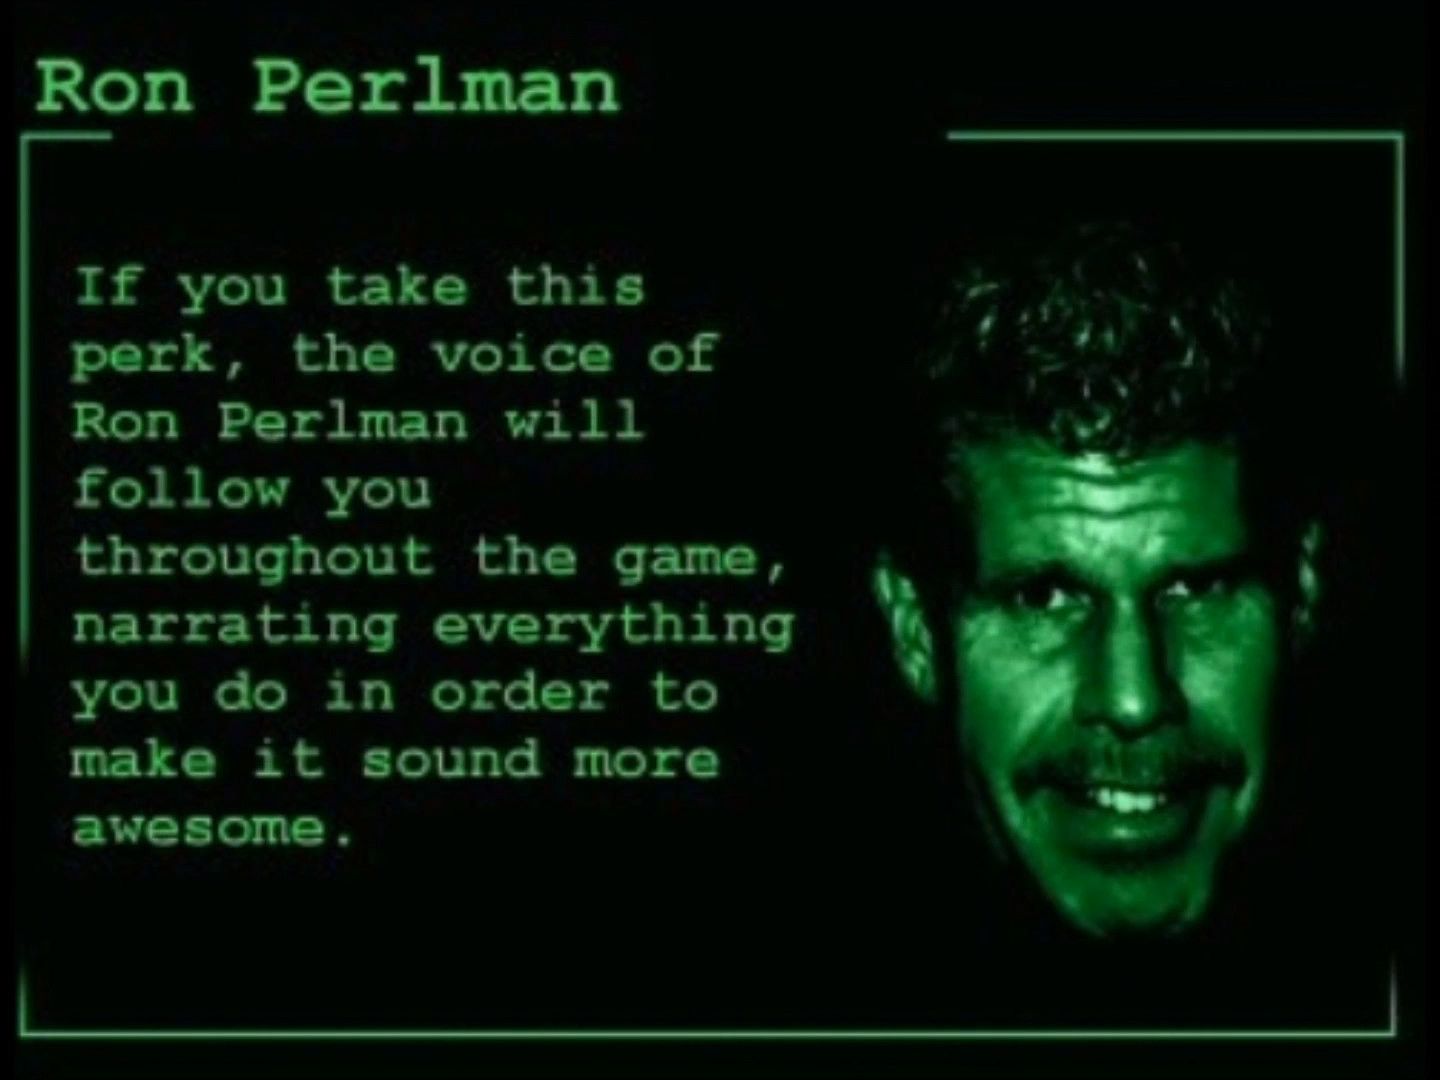 Ron Perlman
If you take this
perk, the voice of
Ron Perlman will
follow you
throughout the game,
narrating everything
you do in order to
make it sound more
awesome.